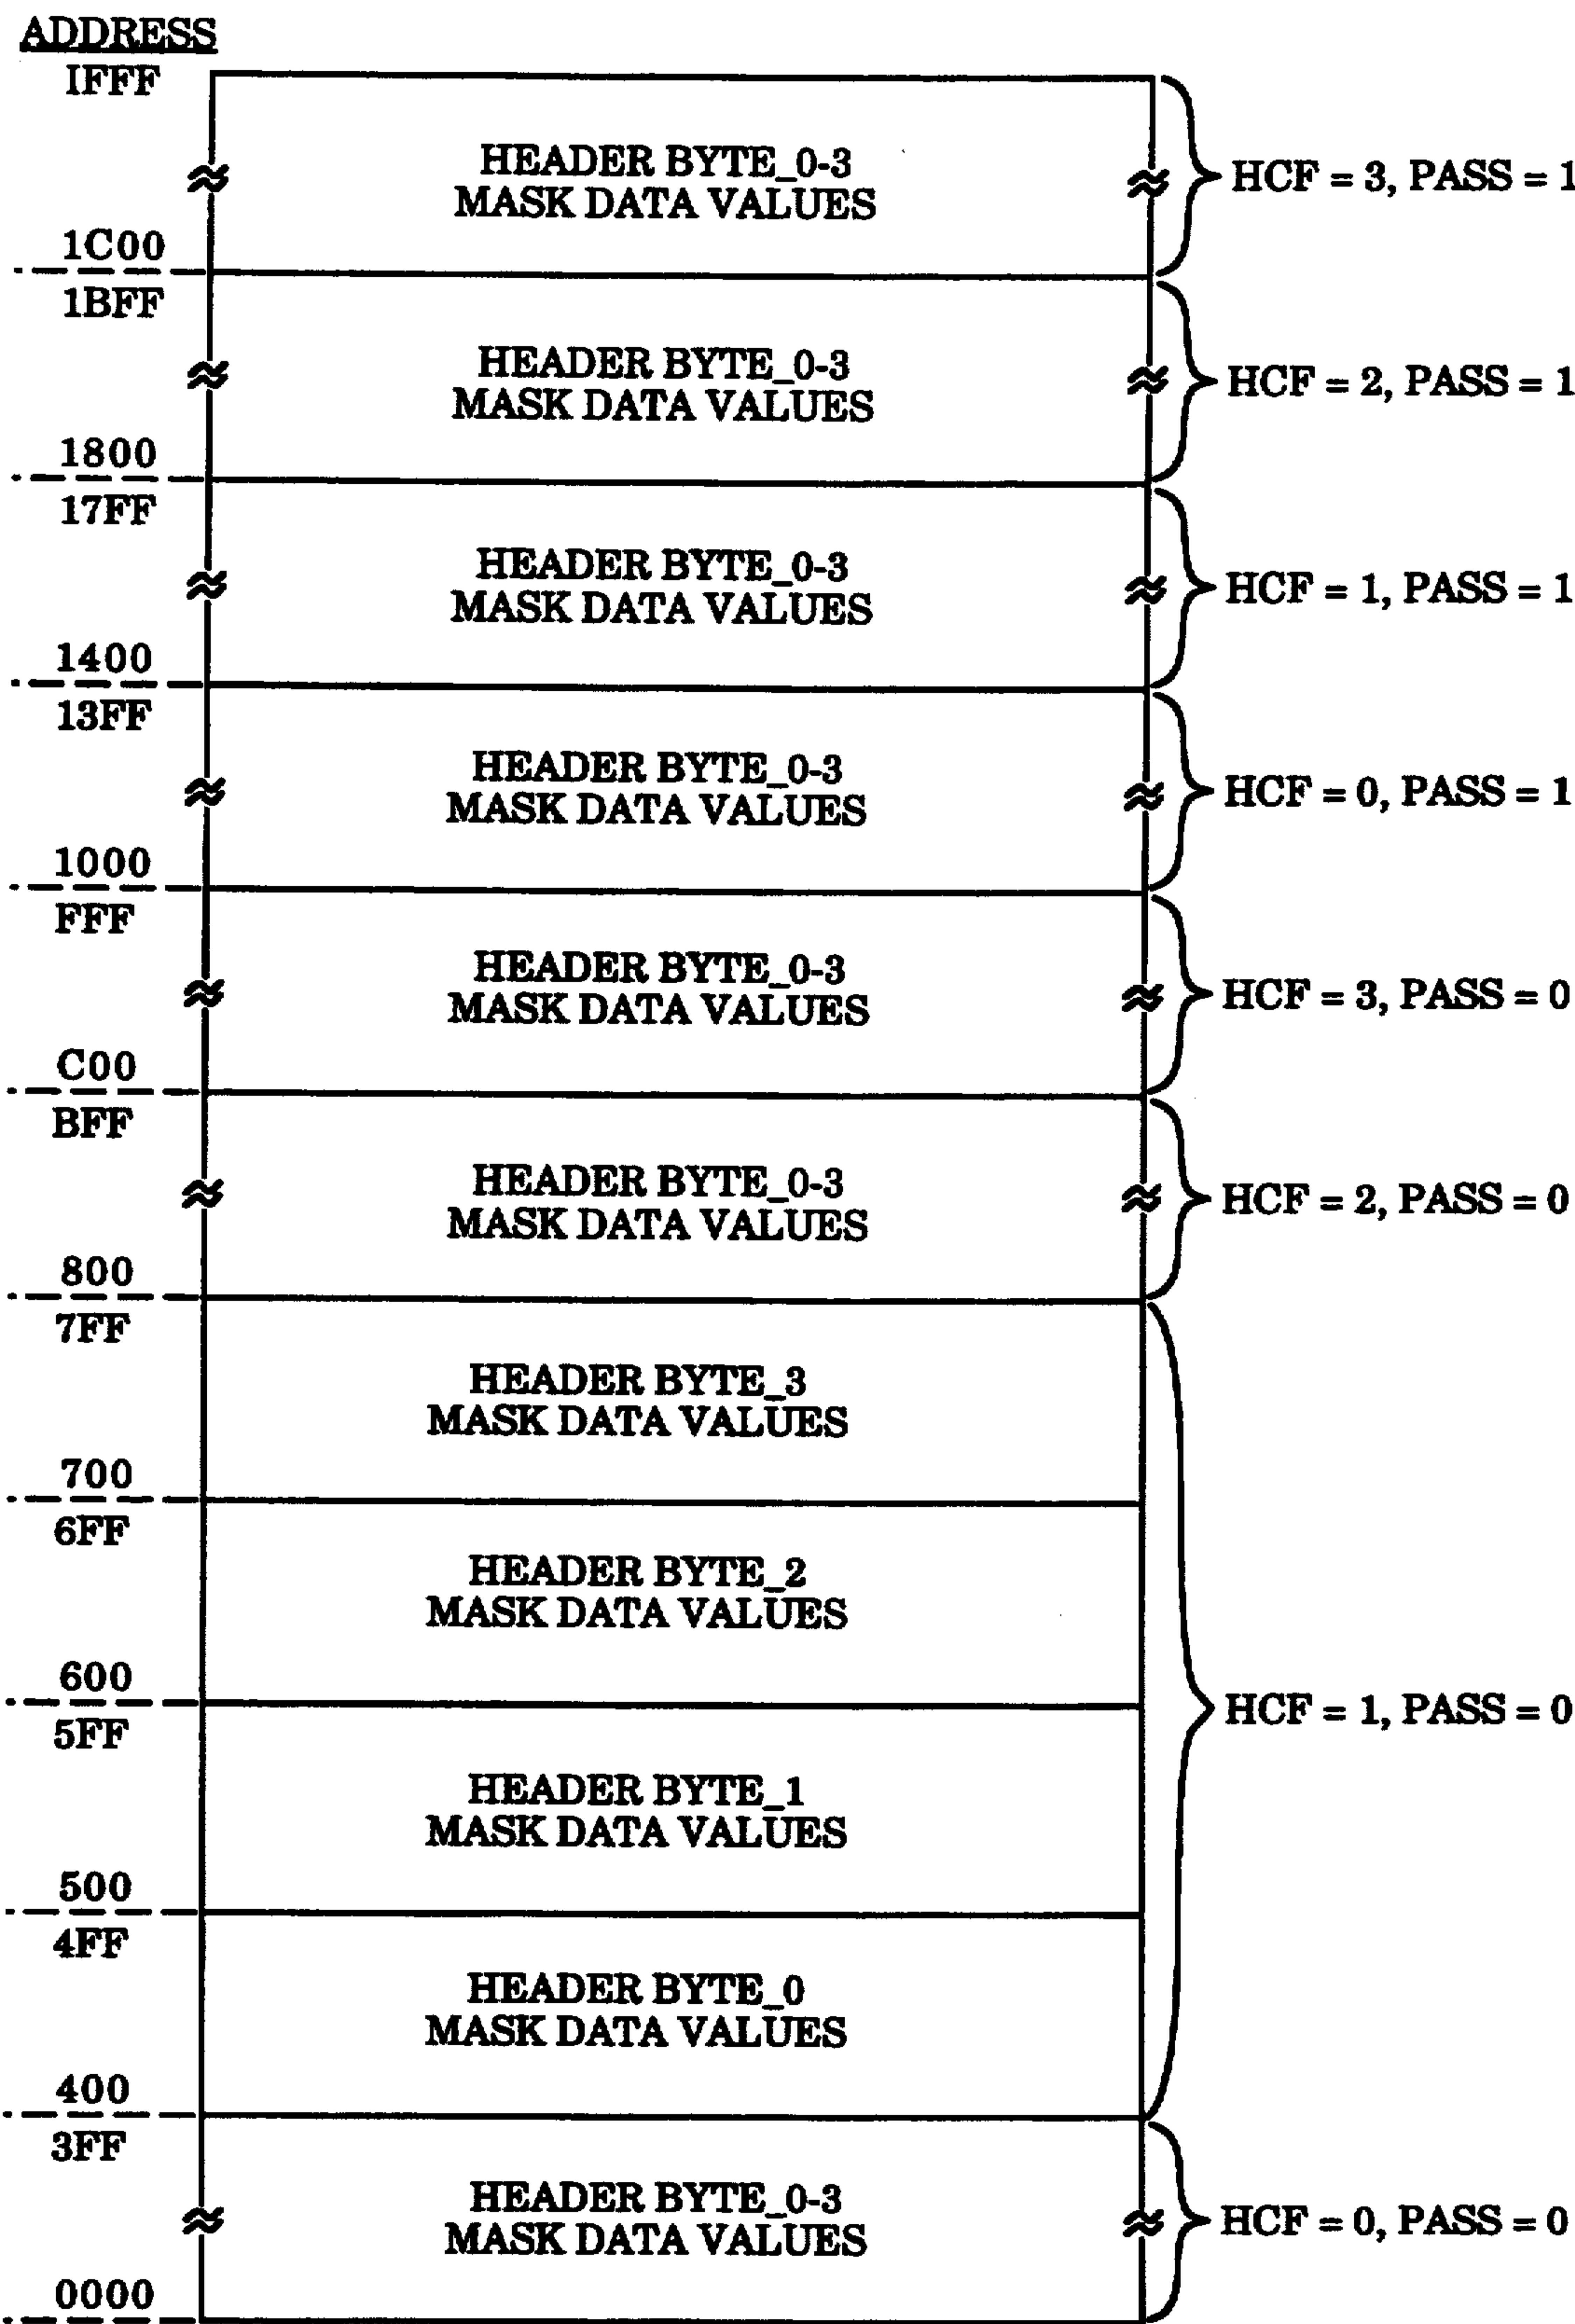 ADDRESS
IFFF
HEADER BYTE_0-3
MASK DATA VALUES
HCF = 3, PASS = 1
1C00
1BFF
HEADER BYTE_0-3
MASK DATA VALUES
HCF = 2, PASS = 1
1800
17FF
HEADER BYTE_0-3
MASK DATA VALUES
HCF = 1, PASS = 1
1400
13FF
HEADER BYTE_0-3
MASK DATA VALUES
HCF = 0, PASS = 1
1000
FFF
HEADER BYTE_0-3
MASK DATA VALUES
HCF = 3, PASS = 0
C00
BFF
HEADER BYTE_0-3
MASK DATA VALUES
HCF = 2, PASS = 0
800
7FF
HEADER BYTE_3
MASK DATA VALUES
700
6FF
HEADER BYTE_2
MASK DATA VALUES
600
5FF
HCF = 1, PASS = 0
HEADER BYTE_1
MASK DATA VALUES
500
4FF
HEADER BYTE_0
MASK DATA VALUES
400
3FF
HEADER BYTE_0-3
MASK DATA VALUES
HCF = 0, PASS = 0
0000